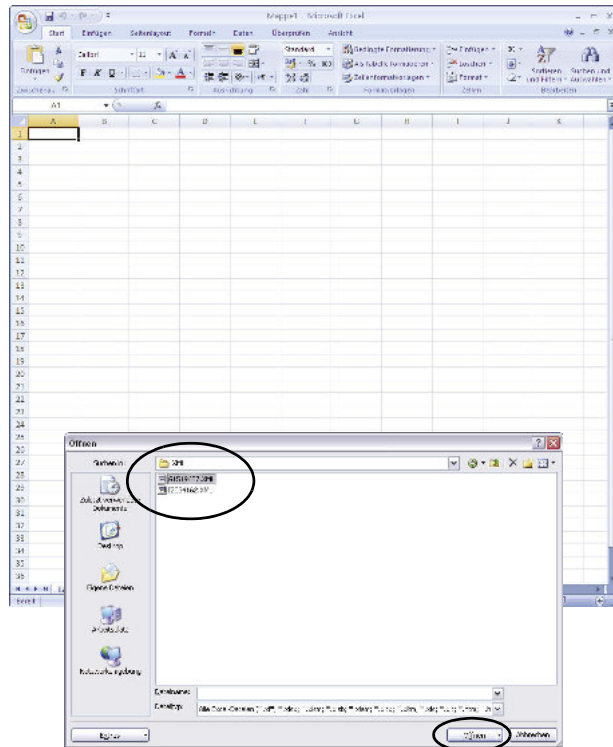 Mappe1 - Microsoft Excel
Start Einfügen Seitenlayout Formeln Daten Überprüfen Ansicht
Einfügen
Calibri 11
F K U
Standard
Bedingte Formatierung
Als Tabelle formatieren
Zellenformatvorlagen
Einfügen
Löschen
Format
Sortieren und Filtern
Suchen und Auswählen
Schriftart Ausrichtung Zahl Formatvorlagen Zellen Bearbeiten
A1 fx
A B C D E F G H I J K
1
2
3
4
5
6
7
8
9
10
11
12
13
14
15
16
17
18
19
20
21
22
23
24
25
26
27
28
29
30
31
32
33
34
35
36
Bereit
Öffnen
Suchen in: XML
Zuletzt verwendete Dokumente
Desktop
Eigene Dateien
Arbeitsplatz
Netzwerkumgebung
Dateiname:
Dateityp:
Alle Excel-Dateien
Extras
Öffnen
Abbrechen